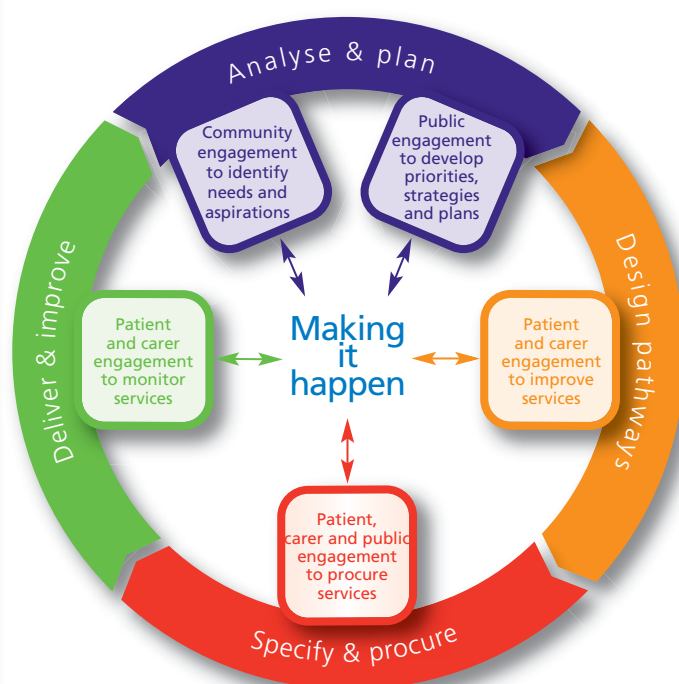 Analyse & plan
Community
engagement
to identify
needs and
aspirations
Public
engagement
to develop
priorities,
strategies
and plans
Design pathways
Patient
and carer
engagement
to improve
services
Specify & procure
Patient,
carer and public
engagement
to procure
services
Deliver & improve
Patient
and carer
engagement
to monitor
services
Making
it
happen